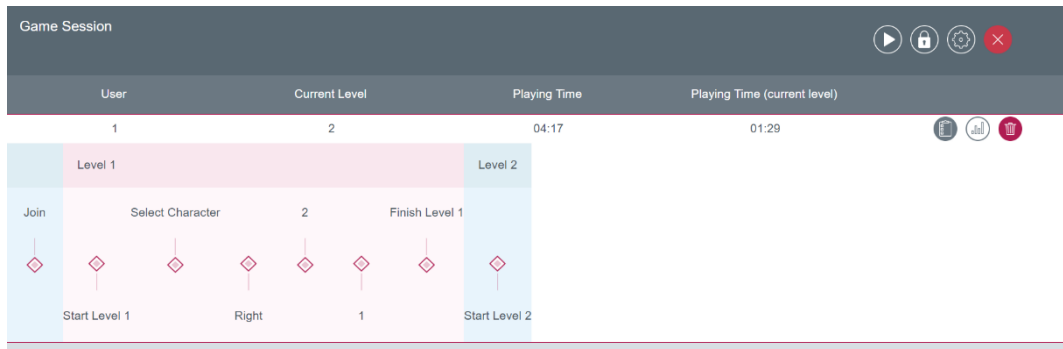 Game Session
User Current Level Playing Time Playing Time (current level)
1 2 04:17 01:29
Level 1 Level 2
Join Select Character 2 Finish Level 1
Start Level 1 Right 1 Start Level 2